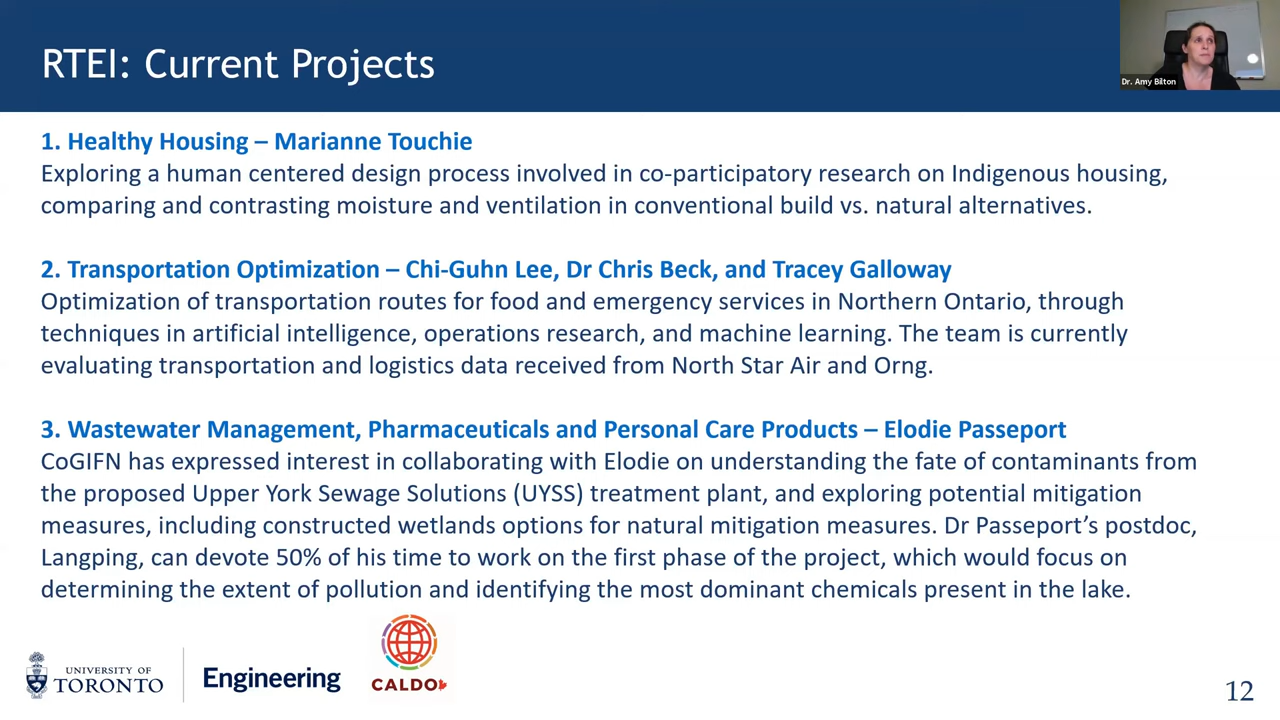 RTEI: Current Projects
Dr. Amy Bilton
1. Healthy Housing – Marianne Touchie
Exploring a human centered design process involved in co-participatory research on Indigenous housing,
comparing and contrasting moisture and ventilation in conventional build vs. natural alternatives.
2. Transportation Optimization – Chi-Guhn Lee, Dr Chris Beck, and Tracey Galloway
Optimization of transportation routes for food and emergency services in Northern Ontario, through
techniques in artificial intelligence, operations research, and machine learning. The team is currently
evaluating transportation and logistics data received from North Star Air and Orng.
3. Wastewater Management, Pharmaceuticals and Personal Care Products – Elodie Passeport
CoGIFN has expressed interest in collaborating with Elodie on understanding the fate of contaminants from
the proposed Upper York Sewage Solutions (UYSS) treatment plant, and exploring potential mitigation
measures, including constructed wetlands options for natural mitigation measures. Dr Passeport’s postdoc,
Langping, can devote 50% of his time to work on the first phase of the project, which would focus on
determining the extent of pollution and identifying the most dominant chemicals present in the lake.
UNIVERSITY OF
TORONTO
Engineering
CALDO
12